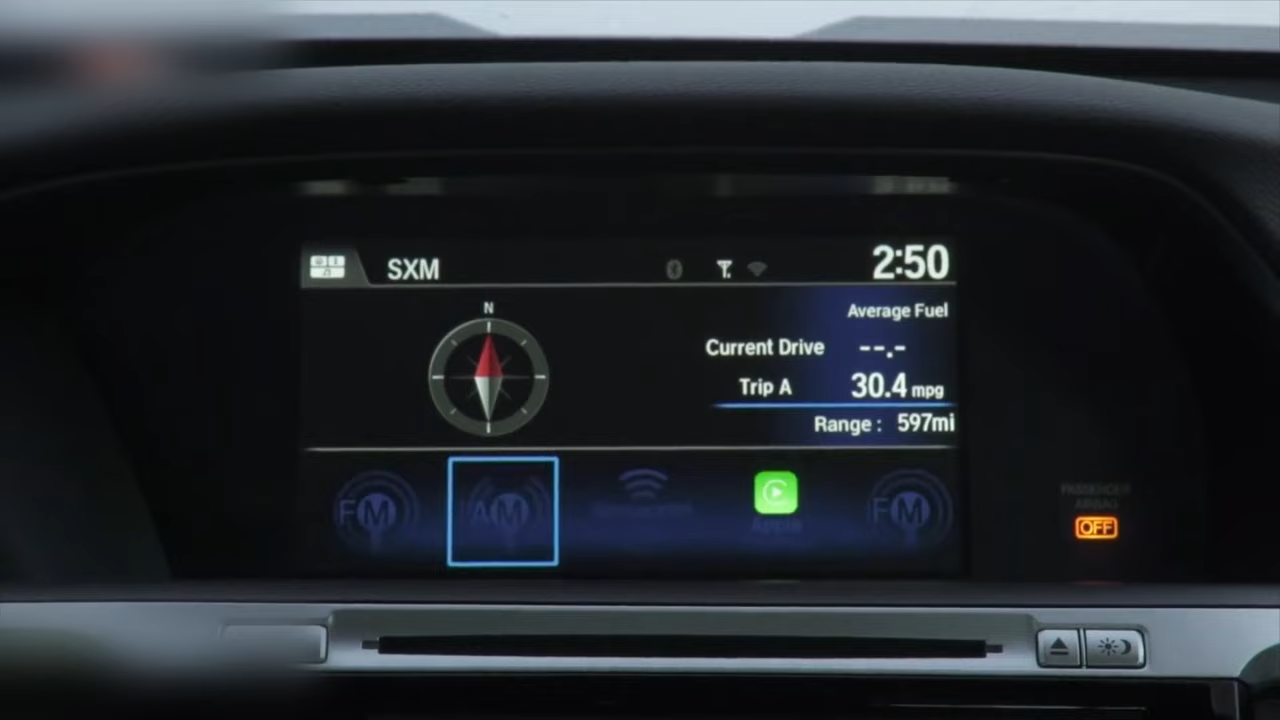 SXM
2:50
N
Average Fuel
Current Drive --.-
Trip A 30.4 mpg
Range : 597mi
FM
AM
Apple
FM
PASSENGER
AIRBAG
OFF